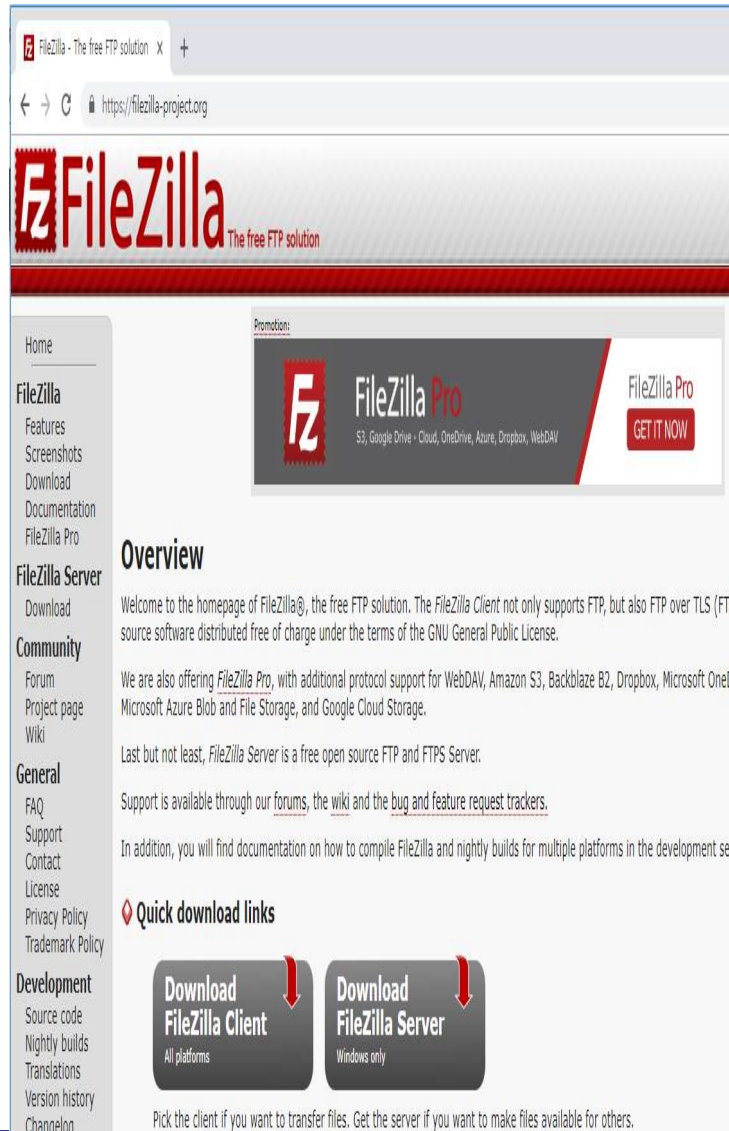 FileZilla - The free FTP solution
https://filezilla-project.org
FileZilla The free FTP solution
Home
FileZilla
Features
Screenshots
Download
Documentation
FileZilla Pro
FileZilla Server
Download
Community
Forum
Project page
Wiki
General
FAQ
Support
Contact
License
Privacy Policy
Trademark Policy
Development
Source code
Nightly builds
Translations
Version history
Changelog
Promotion:
FZ
FileZilla Pro
S3, Google Drive - Cloud, OneDrive, Azure, Dropbox, WebDAV
FileZilla Pro
GET IT NOW
Overview
Welcome to the homepage of FileZilla®, the free FTP solution. The FileZilla Client not only supports FTP, but also FTP over TLS (FT
source software distributed free of charge under the terms of the GNU General Public License.
We are also offering FileZilla Pro, with additional protocol support for WebDAV, Amazon S3, Backblaze B2, Dropbox, Microsoft OneD
Microsoft Azure Blob and File Storage, and Google Cloud Storage.
Last but not least, FileZilla Server is a free open source FTP and FTPS Server.
Support is available through our forums, the wiki and the bug and feature request trackers.
In addition, you will find documentation on how to compile FileZilla and nightly builds for multiple platforms in the development se
Quick download links
Download
FileZilla Client
All platforms
Download
FileZilla Server
Windows only
Pick the client if you want to transfer files. Get the server if you want to make files available for others.